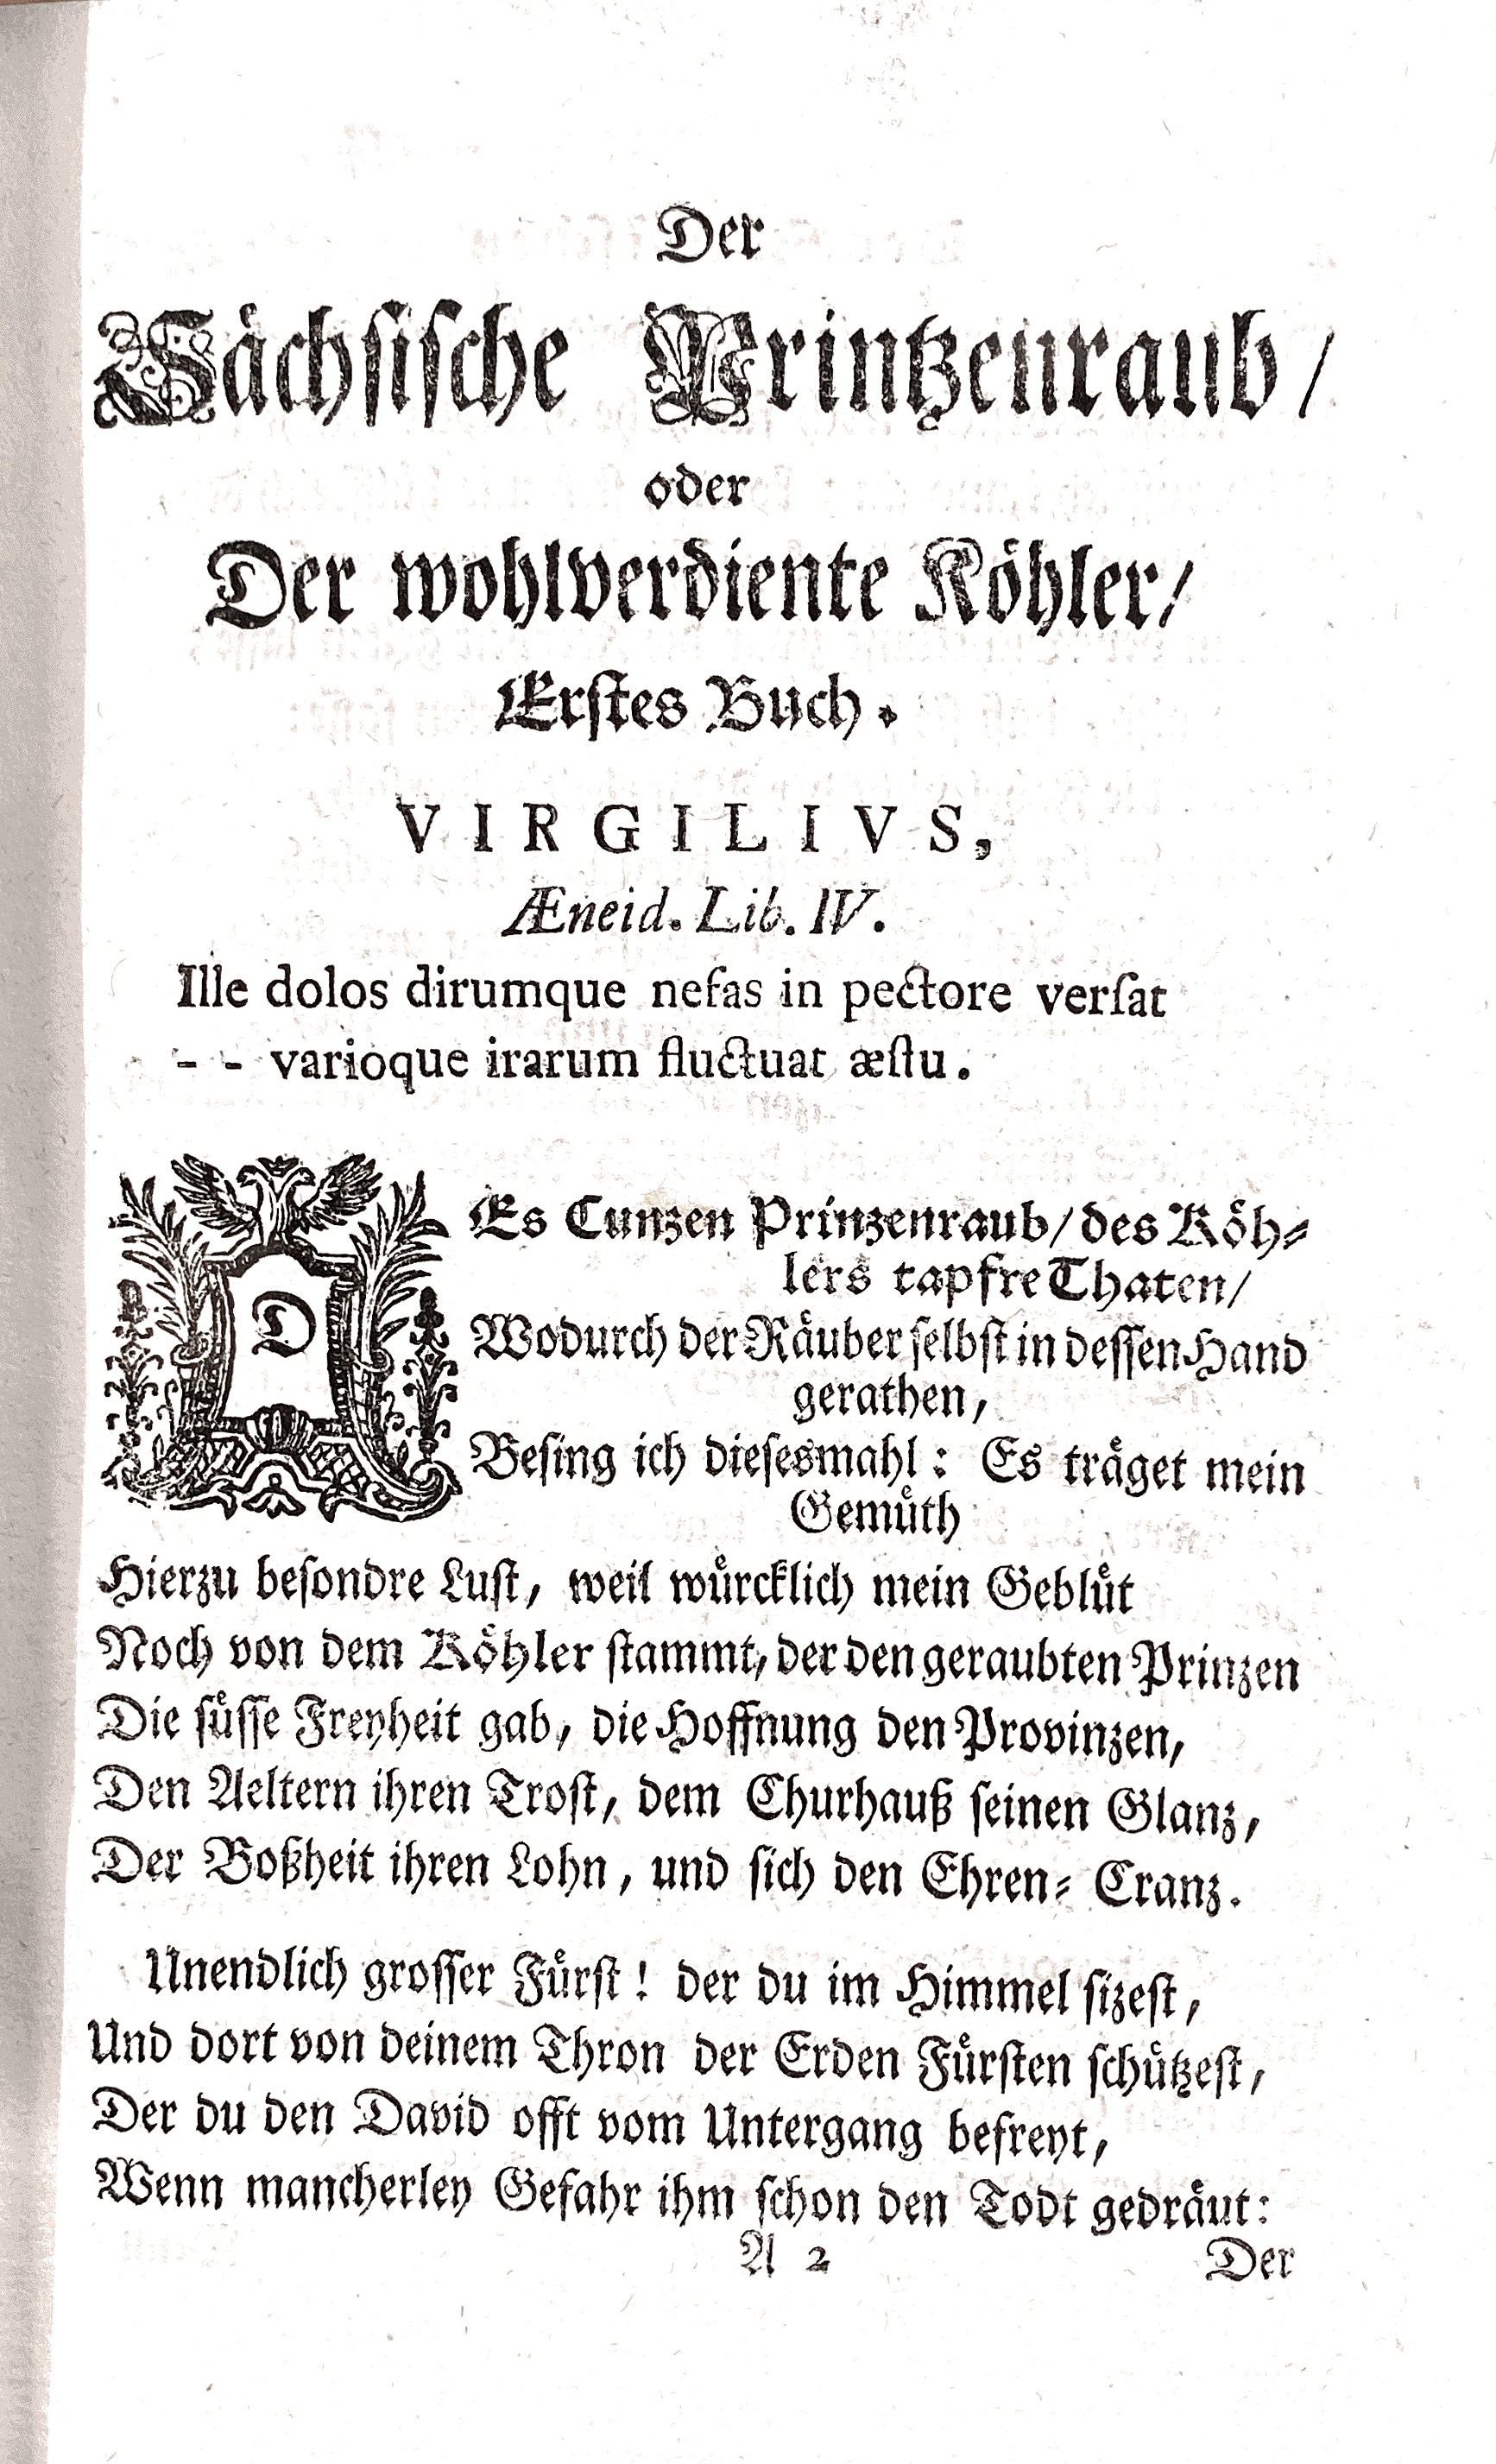 Der
Sächsische Printzenraub/
oder
Der wohlverdiente Köhler/
Erstes Buch.
VIRGILIVS,
Æneid. Lib. IV.
Ille dolos dirumque nefas in pectore verſat
- - varioque irarum fluctuat æſtu.
DEs Cunzen Prinzenraub/ des Köh-
lers tapfre Thaten/
Wodurch der Räuber ſelbſt in deſſen Hand
gerathen,
Beſing ich dieſesmahl: Es träget mein
Gemüth
Hierzu beſondre Luſt, weil würcklich mein Geblüt
Noch von dem Köhler ſtammt, der den geraubten Prinzen
Die ſüſſe Freyheit gab, die Hoffnung den Provinzen,
Den Aeltern ihren Troſt, dem Churhauß ſeinen Glanz,
Der Boßheit ihren Lohn, und ſich den Ehren-Cranz.
Unendlich groſſer Fürſt! der du im Himmel ſizeſt,
Und dort von deinem Thron der Erden Fürſten ſchützeſt,
Der du den David offt vom Untergang befreyt,
Wenn mancherley Gefahr ihm ſchon den Todt gedräut:
A 2 Der